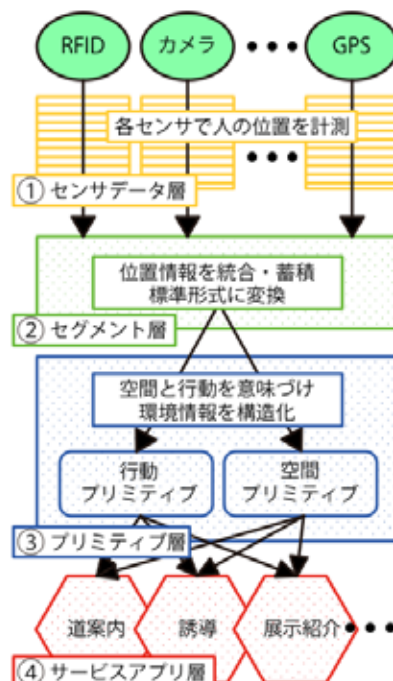 RFID
カメラ
GPS
各センサで人の位置を計測
① センサデータ層
位置情報を統合・蓄積
標準形式に変換
② セグメント層
空間と行動を意味づけ
環境情報を構造化
行動
プリミティブ
空間
プリミティブ
③ プリミティブ層
道案内
誘導
展示紹介
④ サービスアプリ層